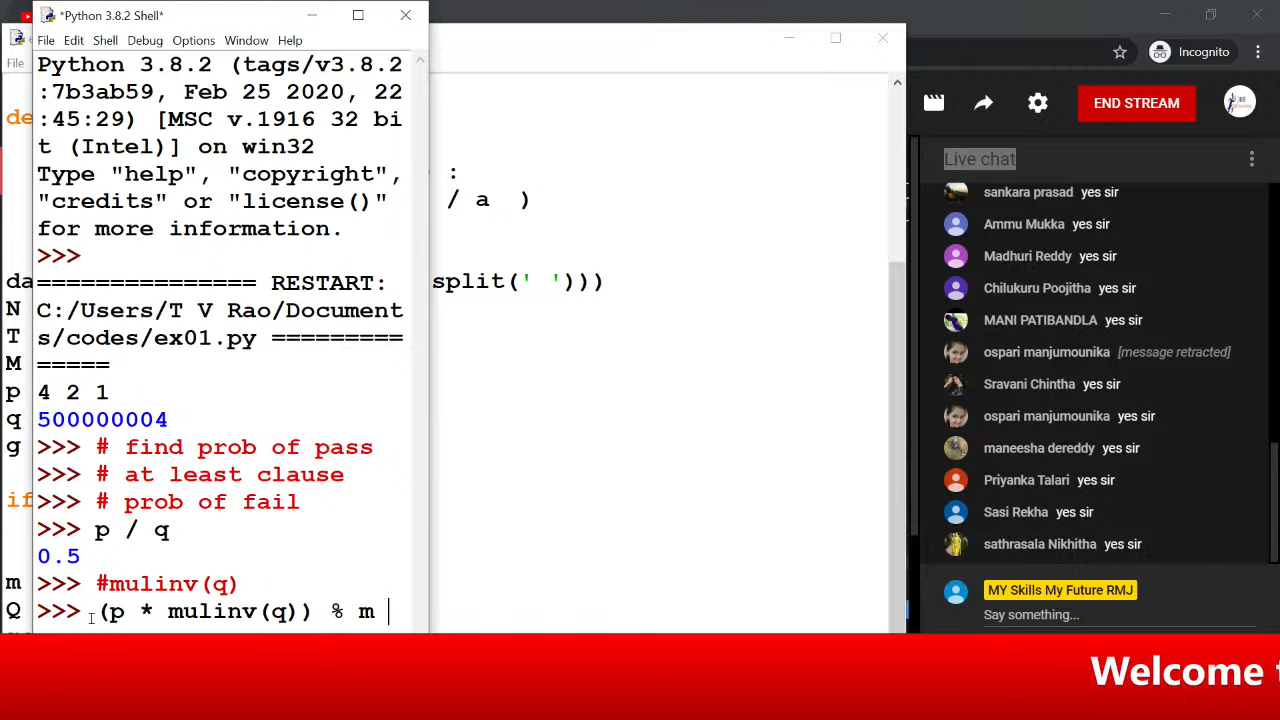 *Python 3.8.2 Shell*
File Edit Shell Debug Options Window Help
Python 3.8.2 (tags/v3.8.2
:7b3ab59, Feb 25 2020, 22
:45:29) [MSC v.1916 32 bi
t (Intel)] on win32
Type "help", "copyright",
"credits" or "license()"
for more information.
>>>
=============== RESTART:
C:/Users/T V Rao/Document
s/codes/ex01.py =========
=====
4 2 1
500000004
>>> # find prob of pass
>>> # at least clause
>>> # prob of fail
>>> p / q
0.5
>>> #mulinv(q)
>>> (p * mulinv(q)) % m
File
de
:
/ a )
da
split(' ')))
N
T
M
p
q
g
if
m
Q
Incognito
END STREAM
Live chat
sankara prasad yes sir
Ammu Mukka yes sir
Madhuri Reddy yes sir
Chilukuru Poojitha yes sir
MANI PATIBANDLA yes sir
ospari manjumounika [message retracted]
Sravani Chintha yes sir
ospari manjumounika yes sir
maneesha dereddy yes sir
Priyanka Talari yes sir
Sasi Rekha yes sir
sathrasala Nikhitha yes sir
MY Skills My Future RMJ
Say something...
Welcome t